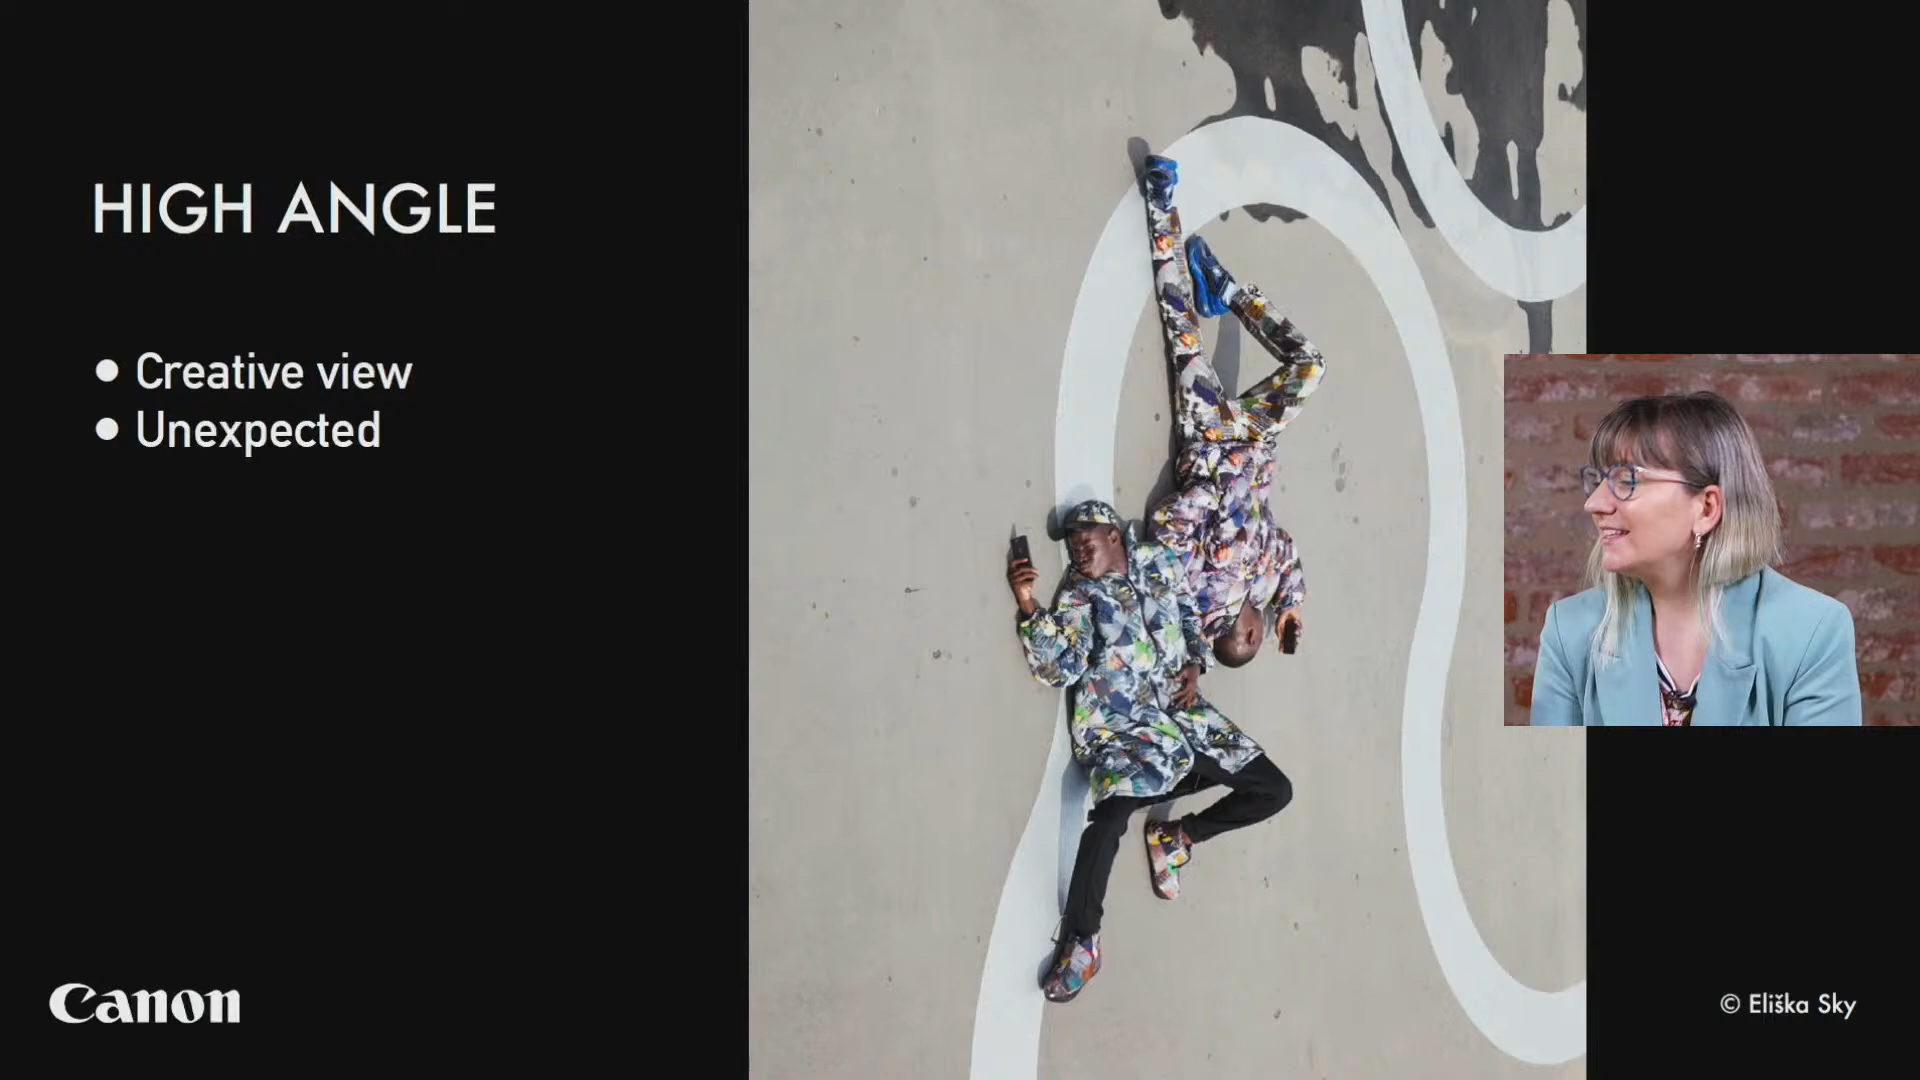 HIGH ANGLE
● Creative view
● Unexpected
Canon
© Eliška Sky